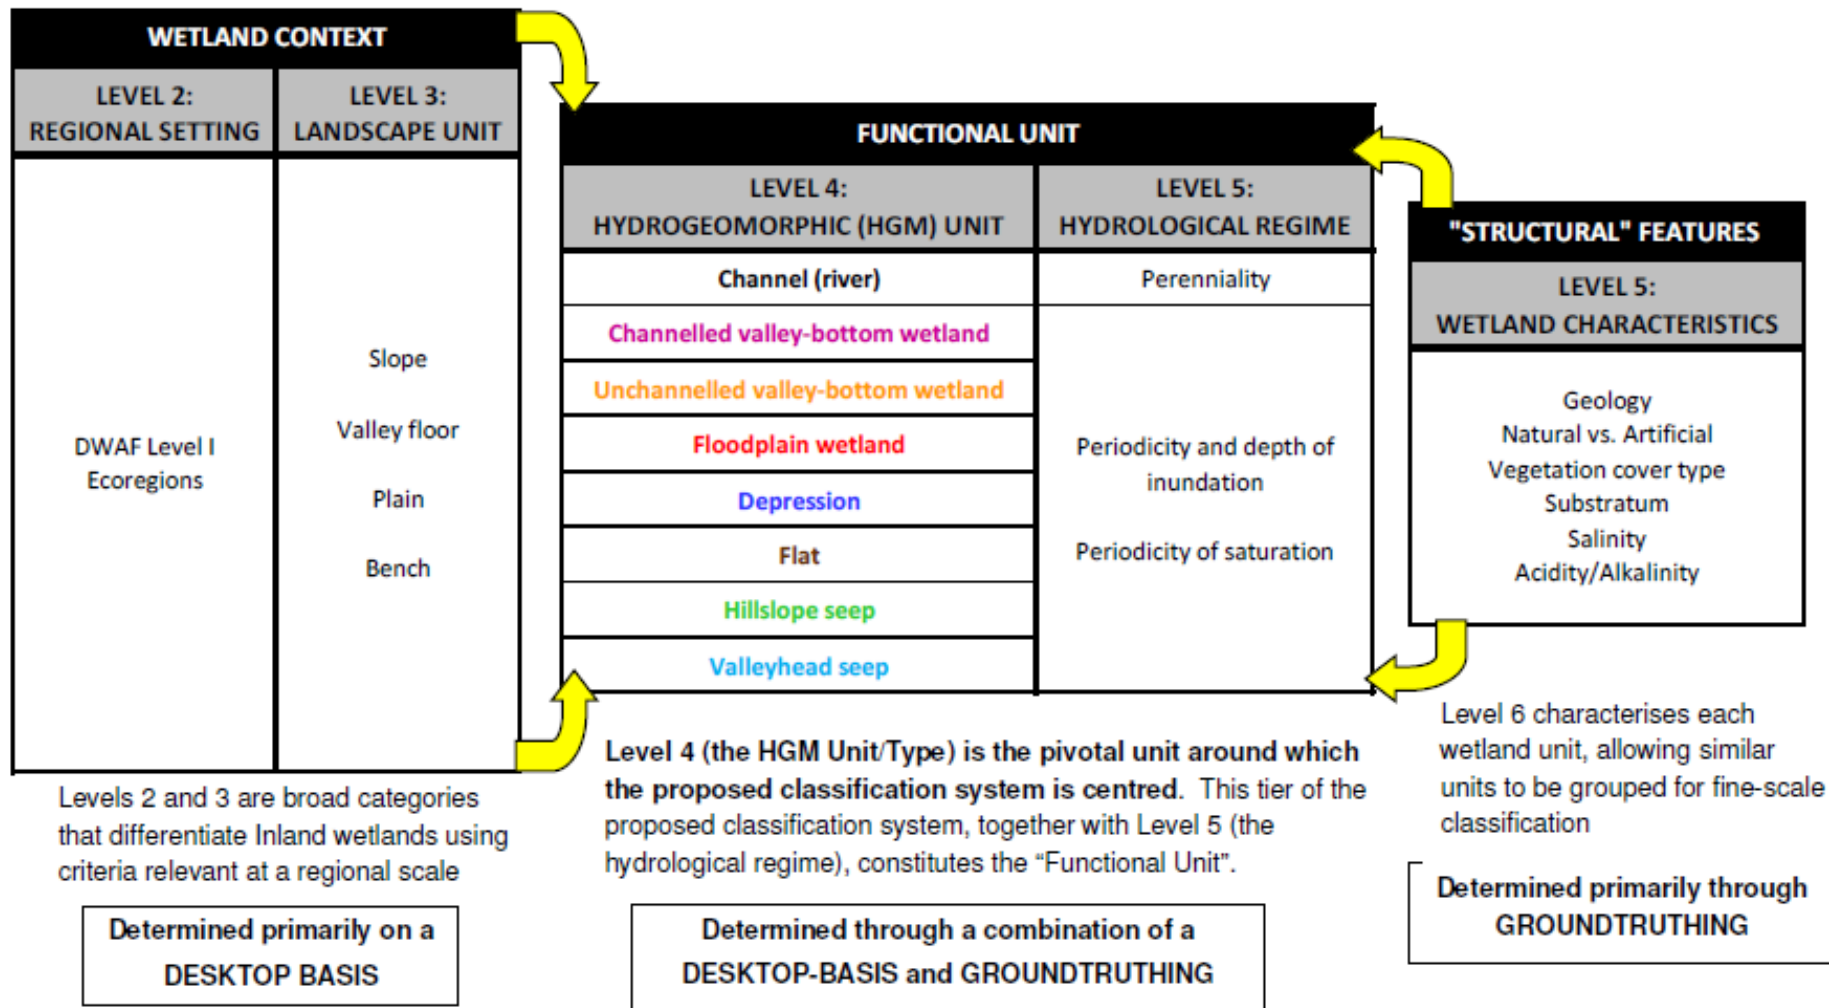 WETLAND CONTEXT
LEVEL 2:
REGIONAL SETTING
LEVEL 3:
LANDSCAPE UNIT
DWAF Level I
Ecoregions
Slope
Valley floor
Plain
Bench
Levels 2 and 3 are broad categories
that differentiate Inland wetlands using
criteria relevant at a regional scale
Determined primarily on a
DESKTOP BASIS
FUNCTIONAL UNIT
LEVEL 4:
HYDROGEOMORPHIC (HGM) UNIT
LEVEL 5:
HYDROLOGICAL REGIME
Channel (river)
Perenniality
Channelled valley-bottom wetland
Unchannelled valley-bottom wetland
Floodplain wetland
Depression
Flat
Hillslope seep
Valleyhead seep
Periodicity and depth of
inundation
Periodicity of saturation
Level 4 (the HGM Unit/Type) is the pivotal unit around which
the proposed classification system is centred. This tier of the
proposed classification system, together with Level 5 (the
hydrological regime), constitutes the “Functional Unit”.
Determined through a combination of a
DESKTOP-BASIS and GROUNDTRUTHING
"STRUCTURAL" FEATURES
LEVEL 5:
WETLAND CHARACTERISTICS
Geology
Natural vs. Artificial
Vegetation cover type
Substratum
Salinity
Acidity/Alkalinity
Level 6 characterises each
wetland unit, allowing similar
units to be grouped for fine-scale
classification
Determined primarily through
GROUNDTRUTHING